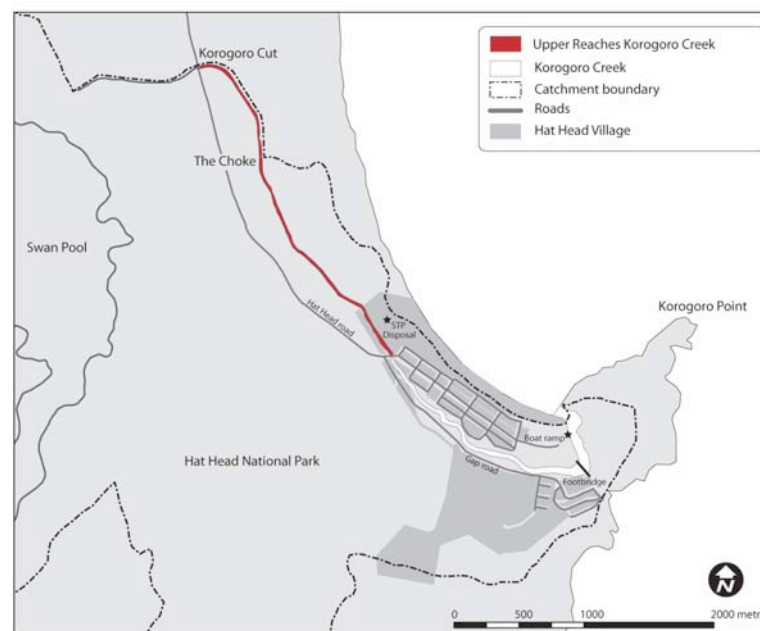 Korogoro Cut
Upper Reaches Korogoro Creek
Korogoro Creek
Catchment boundary
Roads
Hat Head Village
The Choke
Swan Pool
Hat Head road
STP
Disposal
Korogoro Point
Boat ramp
Hat Head National Park
Gap road
Footbridge
N
0 500 1000 2000 metr